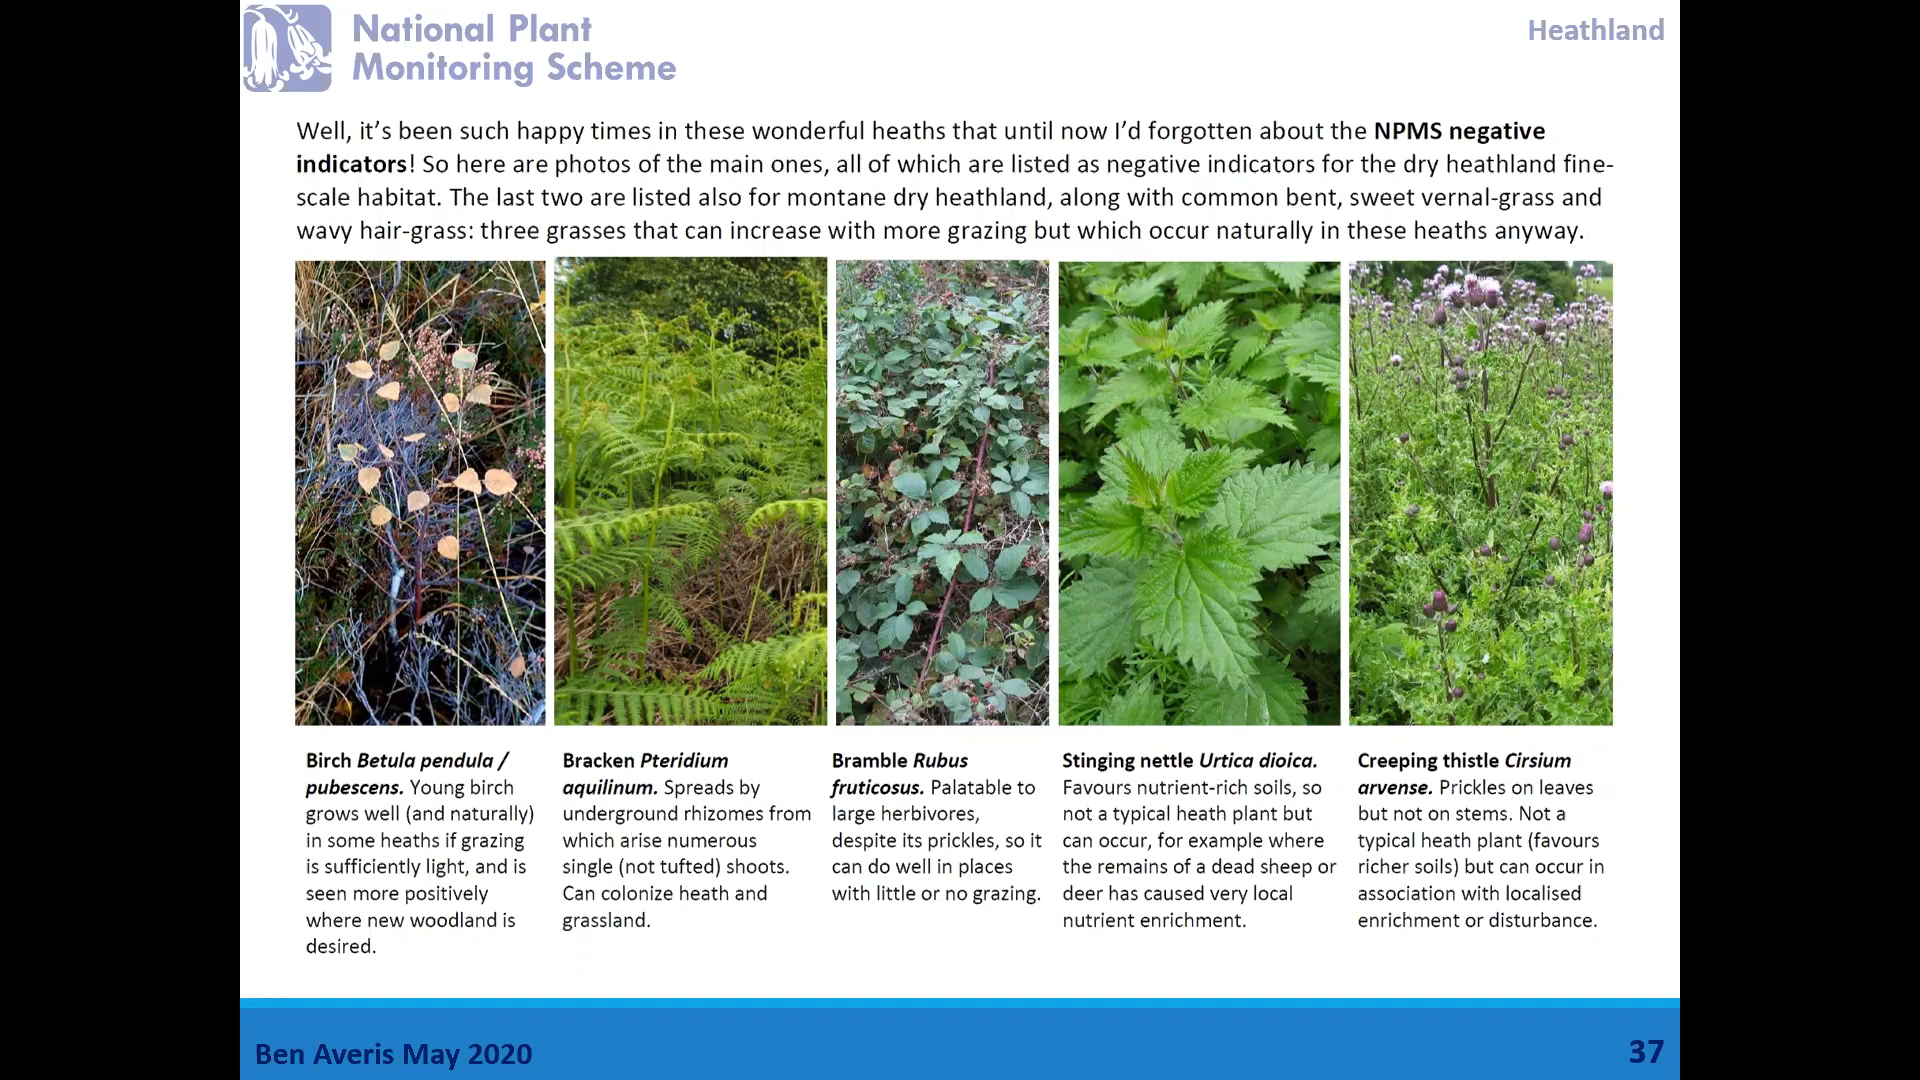 National Plant
Monitoring Scheme
Heathland
Well, it's been such happy times in these wonderful heaths that until now I'd forgotten about the NPMS negative
indicators! So here are photos of the main ones, all of which are listed as negative indicators for the dry heathland fine-
scale habitat. The last two are listed also for montane dry heathland, along with common bent, sweet vernal-grass and
wavy hair-grass: three grasses that can increase with more grazing but which occur naturally in these heaths anyway.
Birch Betula pendula /
pubescens. Young birch
grows well (and naturally)
in some heaths if grazing
is sufficiently light, and is
seen more positively
where new woodland is
desired.
Bracken Pteridium
aquilinum. Spreads by
underground rhizomes from
which arise numerous
single (not tufted) shoots.
Can colonize heath and
grassland.
Bramble Rubus
fruticosus. Palatable to
large herbivores,
despite its prickles, so it
can do well in places
with little or no grazing.
Stinging nettle Urtica dioica.
Favours nutrient-rich soils, so
not a typical heath plant but
can occur, for example where
the remains of a dead sheep or
deer has caused very local
nutrient enrichment.
Creeping thistle Cirsium
arvense. Prickles on leaves
but not on stems. Not a
typical heath plant (favours
richer soils) but can occur in
association with localised
enrichment or disturbance.
Ben Averis May 2020
37